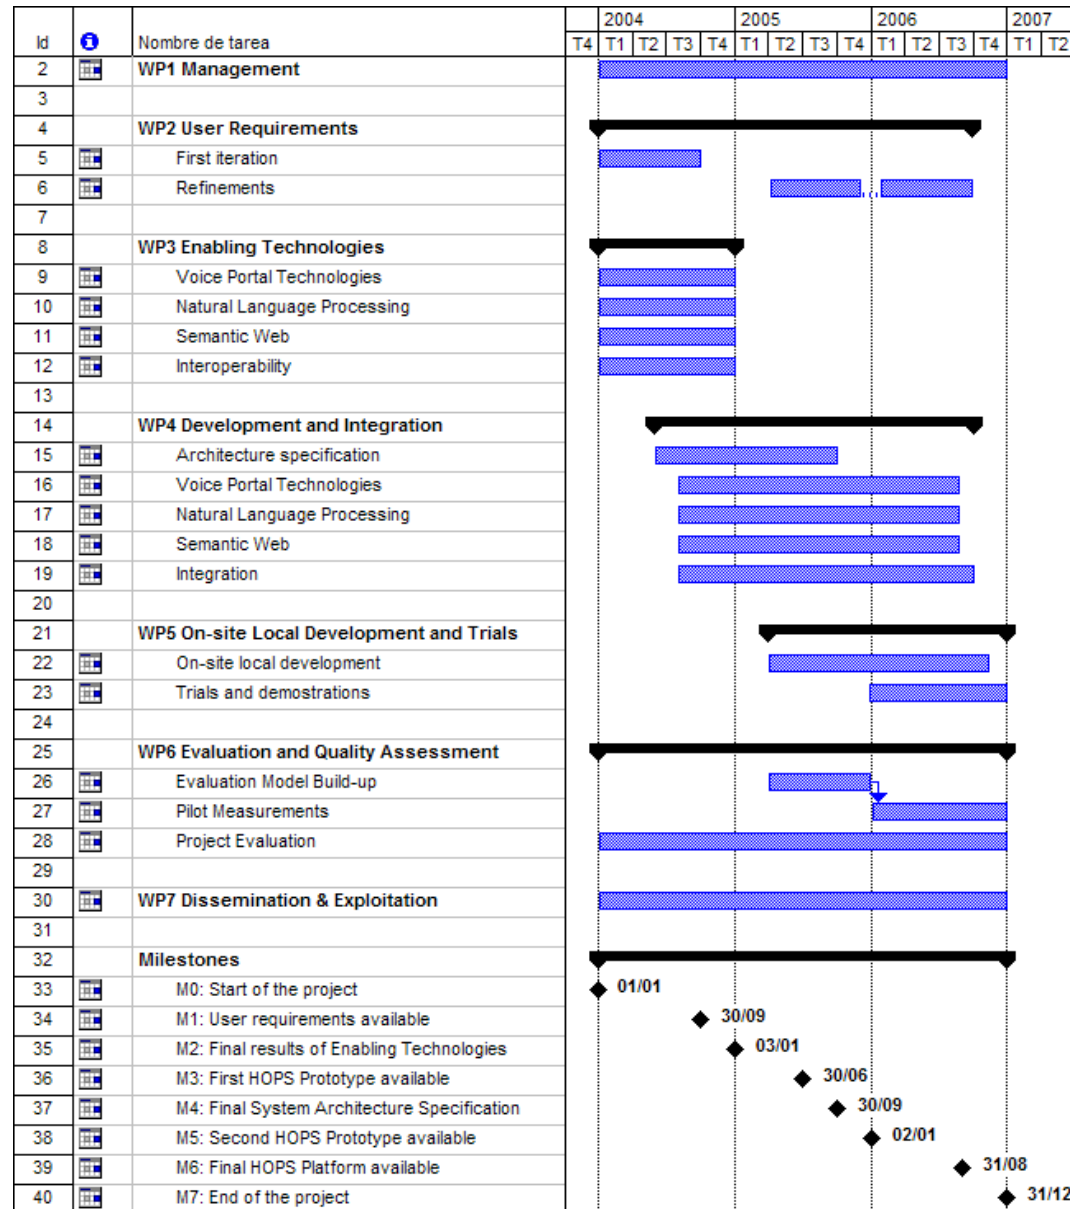 2004 2005 2006 2007
Id Nombre de tarea T4 T1 T2 T3 T4 T1 T2 T3 T4 T1 T2 T3 T4 T1 T2
2 WP1 Management
3
4 WP2 User Requirements
5 First iteration
6 Refinements
7
8 WP3 Enabling Technologies
9 Voice Portal Technologies
10 Natural Language Processing
11 Semantic Web
12 Interoperability
13
14 WP4 Development and Integration
15 Architecture specification
16 Voice Portal Technologies
17 Natural Language Processing
18 Semantic Web
19 Integration
20
21 WP5 On-site Local Development and Trials
22 On-site local development
23 Trials and demostrations
24
25 WP6 Evaluation and Quality Assessment
26 Evaluation Model Build-up
27 Pilot Measurements
28 Project Evaluation
29
30 WP7 Dissemination & Exploitation
31
32 Milestones
33 M0: Start of the project 01/01
34 M1: User requirements available 30/09
35 M2: Final results of Enabling Technologies 03/01
36 M3: First HOPS Prototype available 30/06
37 M4: Final System Architecture Specification 30/09
38 M5: Second HOPS Prototype available 02/01
39 M6: Final HOPS Platform available 31/08
40 M7: End of the project 31/12